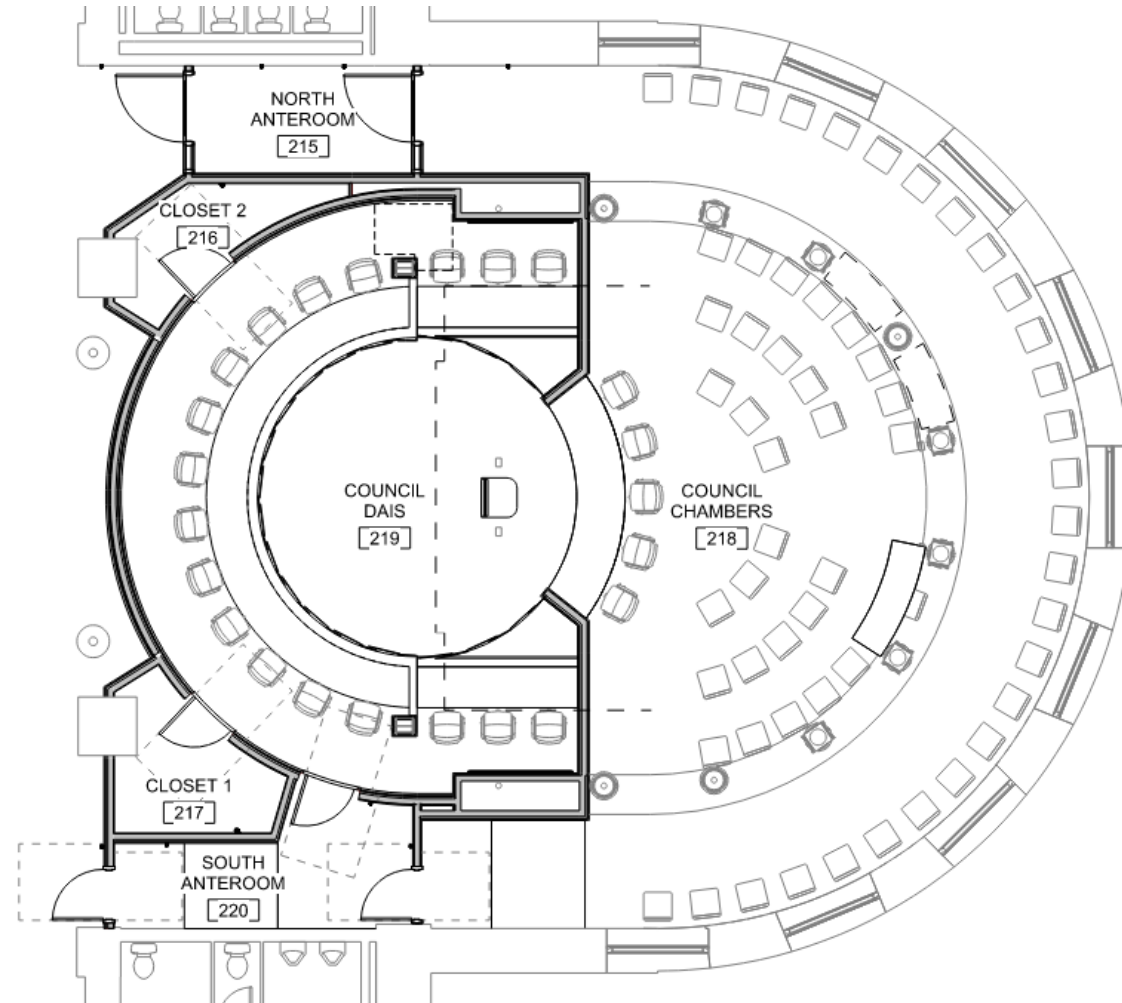 NORTH
ANTEROOM
215
CLOSET 2
216
COUNCIL
DAIS
219
COUNCIL
CHAMBERS
218
CLOSET 1
217
SOUTH
ANTEROOM
220